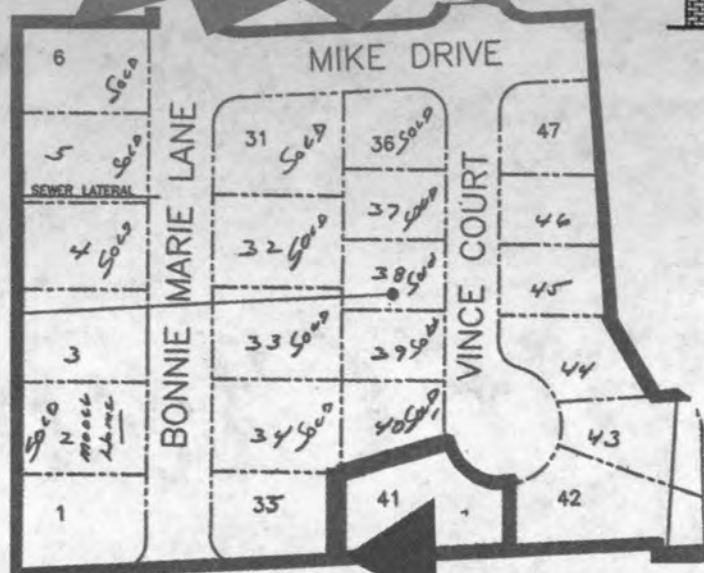 MIKE DRIVE
BONNIE MARIE LANE
VINCE COURT
6 SOLD
5 SOLD
SEWER LATERAL
4 SOLD
3
SOLD 2 MODEL HOME
1
31 SOLD
32 SOLD
33 SOLD
34 SOLD
35
36 SOLD
37 SOLD
38 SOLD
39 SOLD
40 SOLD
41
47
46
45
44
43
42